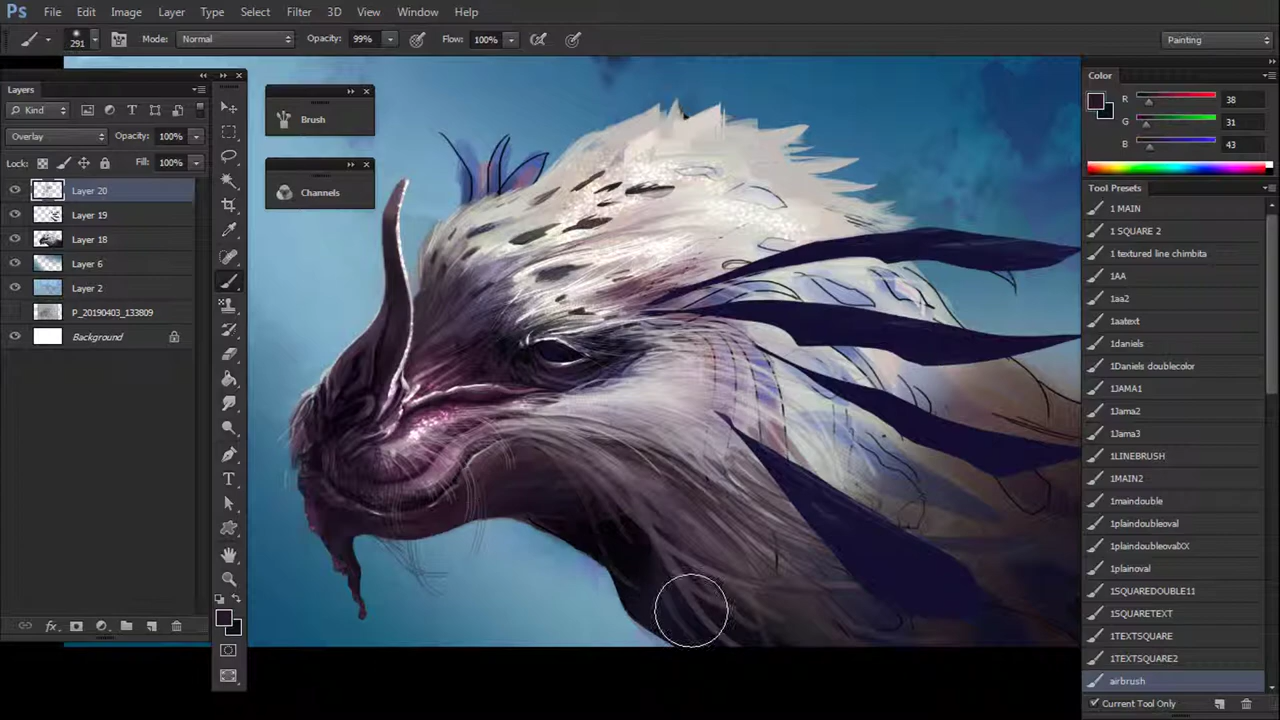 Ps File Edit Image Layer Type Select Filter 3D View Window Help
291 Mode: Normal Opacity: 99% Flow: 100% Painting
Layers
Kind
Overlay Opacity: 100%
Lock: Fill: 100%
Layer 20
Layer 19
Layer 18
Layer 6
Layer 2
P_20190403_133809
Background
fx
T
Brush
Channels
Color
R 38
G 31
B 43
Tool Presets
1 MAIN
1 SQUARE 2
1 textured line chimbita
1AA
1aa2
1aatext
1daniels
1Daniels doublecolor
1JAMA1
1Jama2
1Jama3
1LINEBRUSH
1MAIN2
1maindouble
1plaindoubleoval
1plaindoubleovalXX
1plainoval
1SQUAREDOUBLE11
1SQUARETEXT
1TEXTSQUARE
1TEXTSQUARE2
airbrush
Current Tool Only